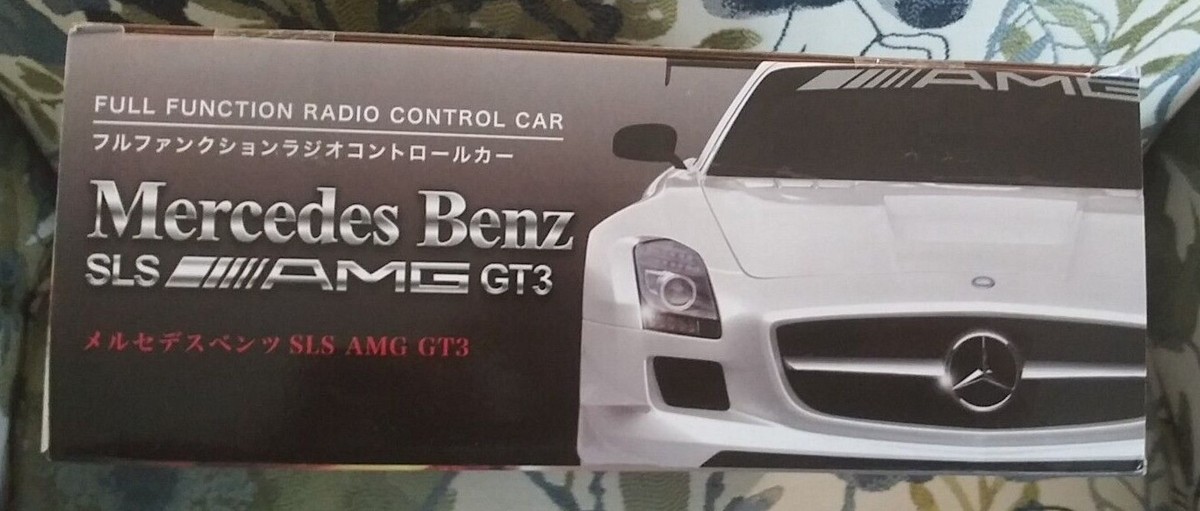 FULL FUNCTION RADIO CONTROL CAR
フルファンクションラジオコントロールカー
Mercedes Benz
SLS AMG GT3
メルセデスベンツ SLS AMG GT3
AMG